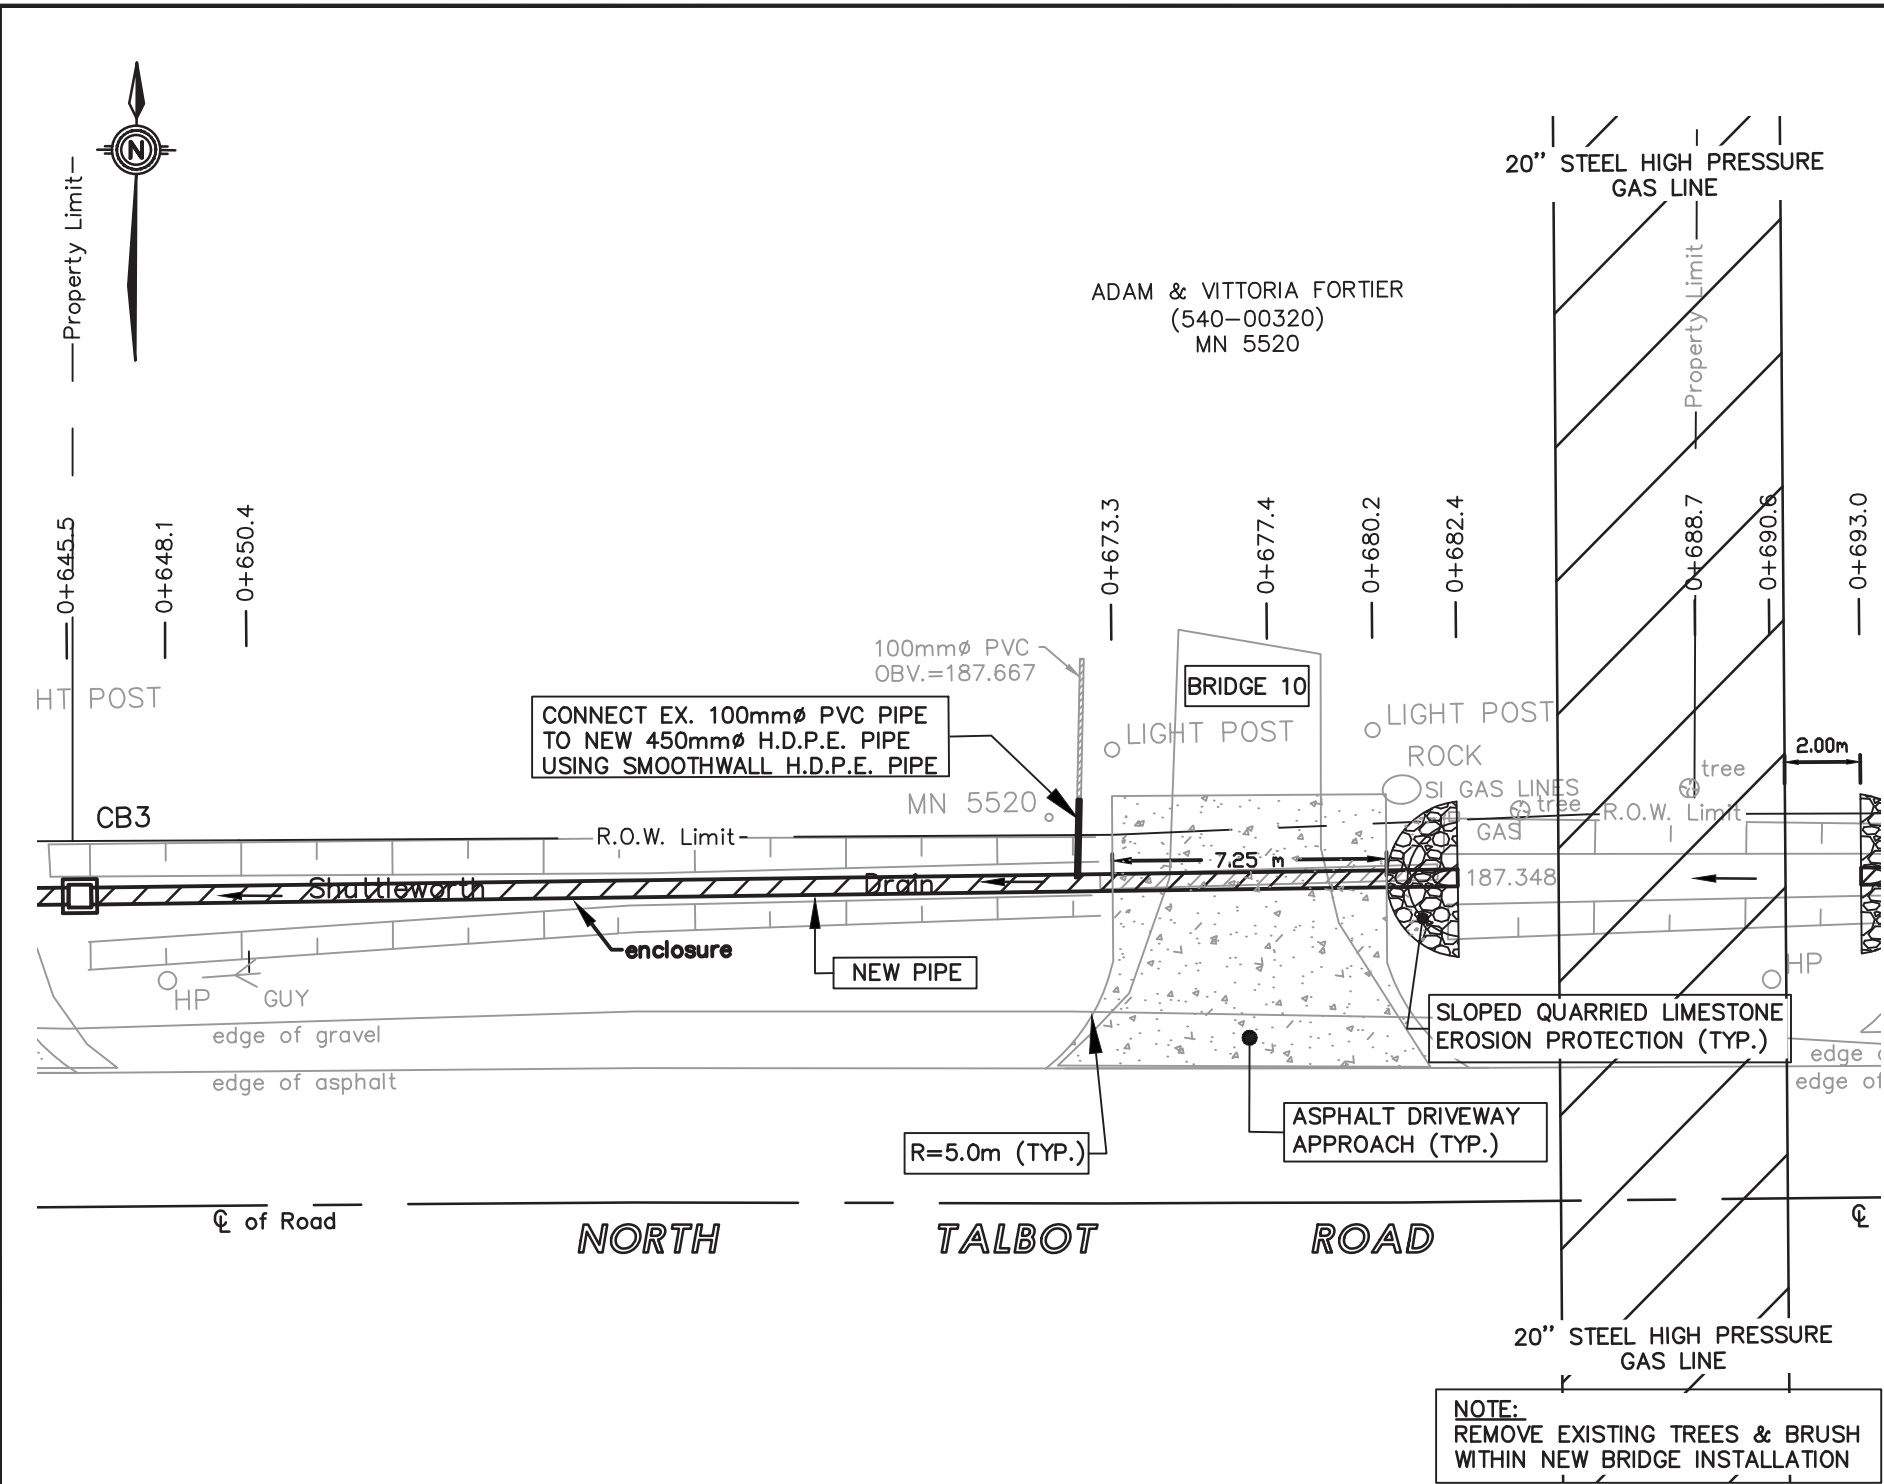 N
Property Limit
20" STEEL HIGH PRESSURE
GAS LINE
Property Limit
ADAM & VITTORIA FORTIER
(540-00320)
MN 5520
0+645.5
0+648.1
0+650.4
0+673.3
0+677.4
0+680.2
0+682.4
0+688.7
0+690.6
0+693.0
HT POST
100mmø PVC
OBV.=187.667
BRIDGE 10
CONNECT EX. 100mmø PVC PIPE
TO NEW 450mmø H.D.P.E. PIPE
USING SMOOTHWALL H.D.P.E. PIPE
LIGHT POST
LIGHT POST
ROCK
SI GAS LINES
tree
tree
2.00m
MN 5520
CB3
R.O.W. Limit
R.O.W. Limit
GAS
7.25 m
187.348
Shuttleworth Drain
enclosure
NEW PIPE
HP
GUY
HP
edge of gravel
edge of asphalt
SLOPED QUARRIED LIMESTONE
EROSION PROTECTION (TYP.)
edge
edge of
R=5.0m (TYP.)
ASPHALT DRIVEWAY
APPROACH (TYP.)
℄ of Road
℄
NORTH TALBOT ROAD
20" STEEL HIGH PRESSURE
GAS LINE
NOTE:
REMOVE EXISTING TREES & BRUSH
WITHIN NEW BRIDGE INSTALLATION